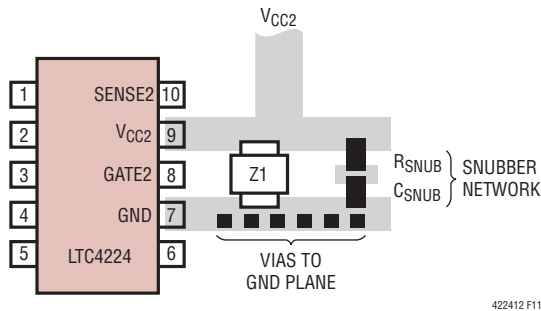 VCC2
1 SENSE2 10
2 VCC2 9
3 GATE2 8
4 GND 7
5 LTC4224 6
Z1
RSNUB
CSNUB
SNUBBER
NETWORK
VIAS TO
GND PLANE
422412 F11